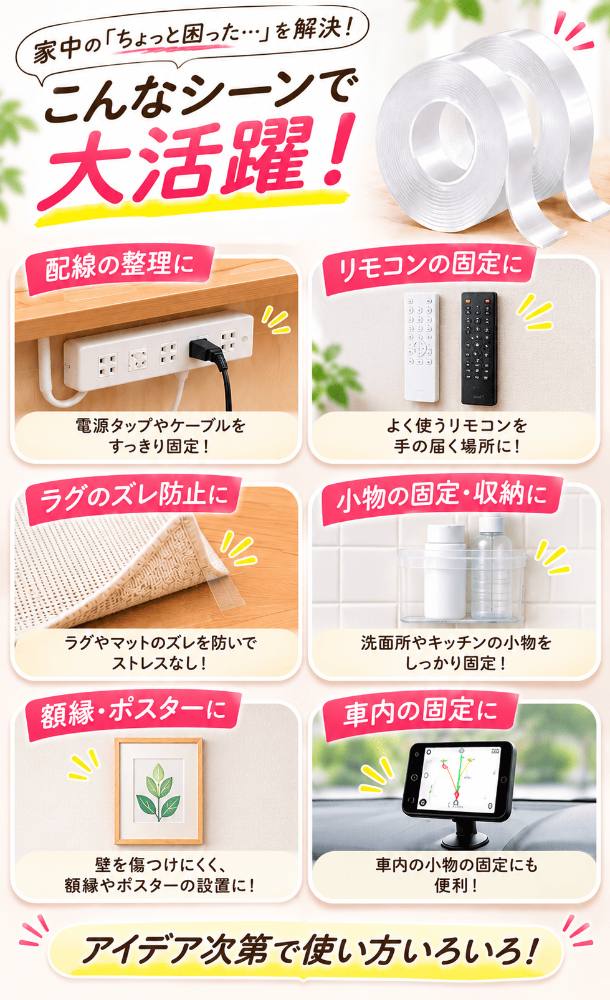 家中の「ちょっと困った…」を解決！
こんなシーンで
大活躍！
配線の整理に
電源タップやケーブルを
すっきり固定！
リモコンの固定に
よく使うリモコンを
手の届く場所に！
ラグのズレ防止に
ラグやマットのズレを防いで
ストレスなし！
小物の固定・収納に
洗面所やキッチンの小物を
しっかり固定！
額縁・ポスターに
壁を傷つけにくく、
額縁やポスターの設置に！
車内の固定に
車内の小物の固定にも
便利！
アイデア次第で使い方いろいろ！